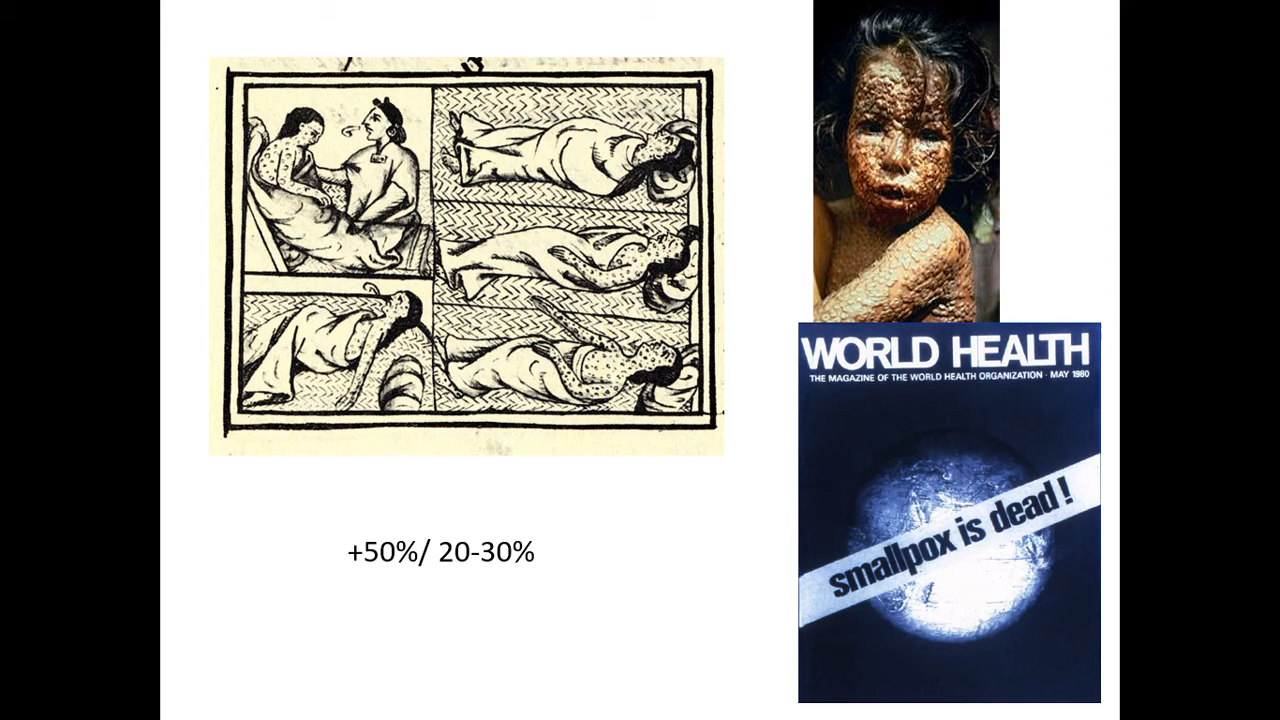 WORLD HEALTH
THE MAGAZINE OF THE WORLD HEALTH ORGANIZATION · MAY 1980
smallpox is dead!
+50%/ 20-30%